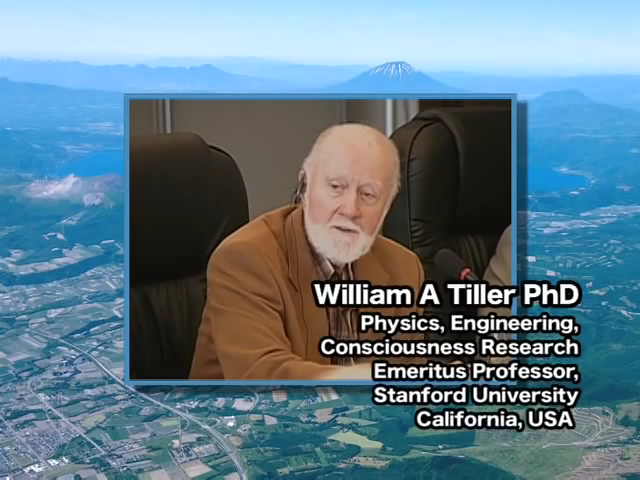 William A Tiller PhD
Physics, Engineering,
Consciousness Research
Emeritus Professor,
Stanford University
California, USA